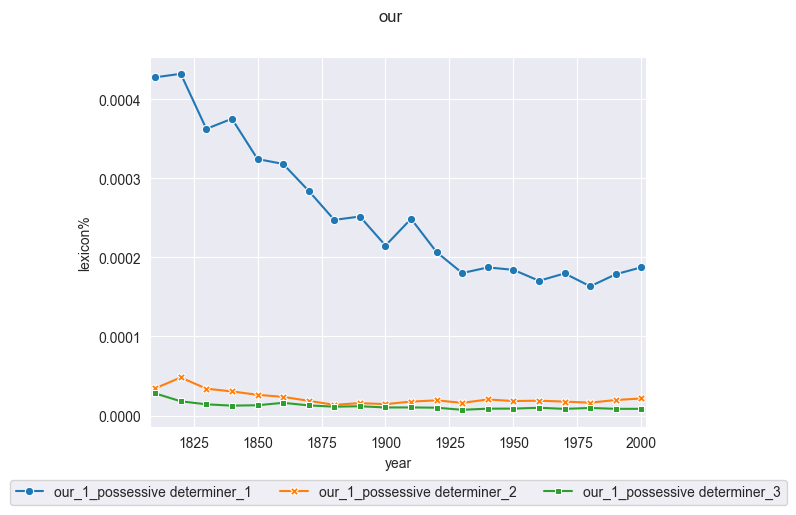 our
0.0004
0.0003
0.0002
0.0001
0.0000
lexicon%
1825 1850 1875 1900 1925 1950 1975 2000
year
our_1_possessive determiner_1 our_1_possessive determiner_2 our_1_possessive determiner_3